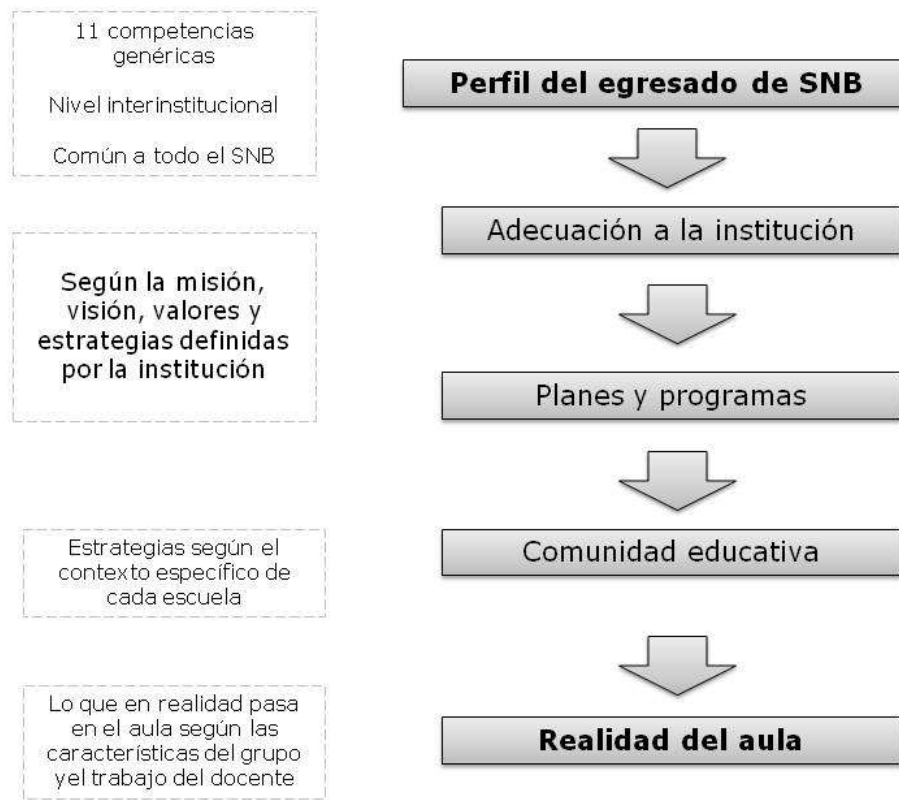 11 competencias
genéricas
Nivel interinstitucional
Común a todo el SNB
Perfil del egresado de SNB
Adecuación a la institución
Según la misión,
visión, valores y
estrategias definidas
por la institución
Planes y programas
Estrategias según el
contexto específico de
cada escuela
Comunidad educativa
Lo que en realidad pasa
en el aula según las
características del grupo
yel trabajo del docente
Realidad del aula